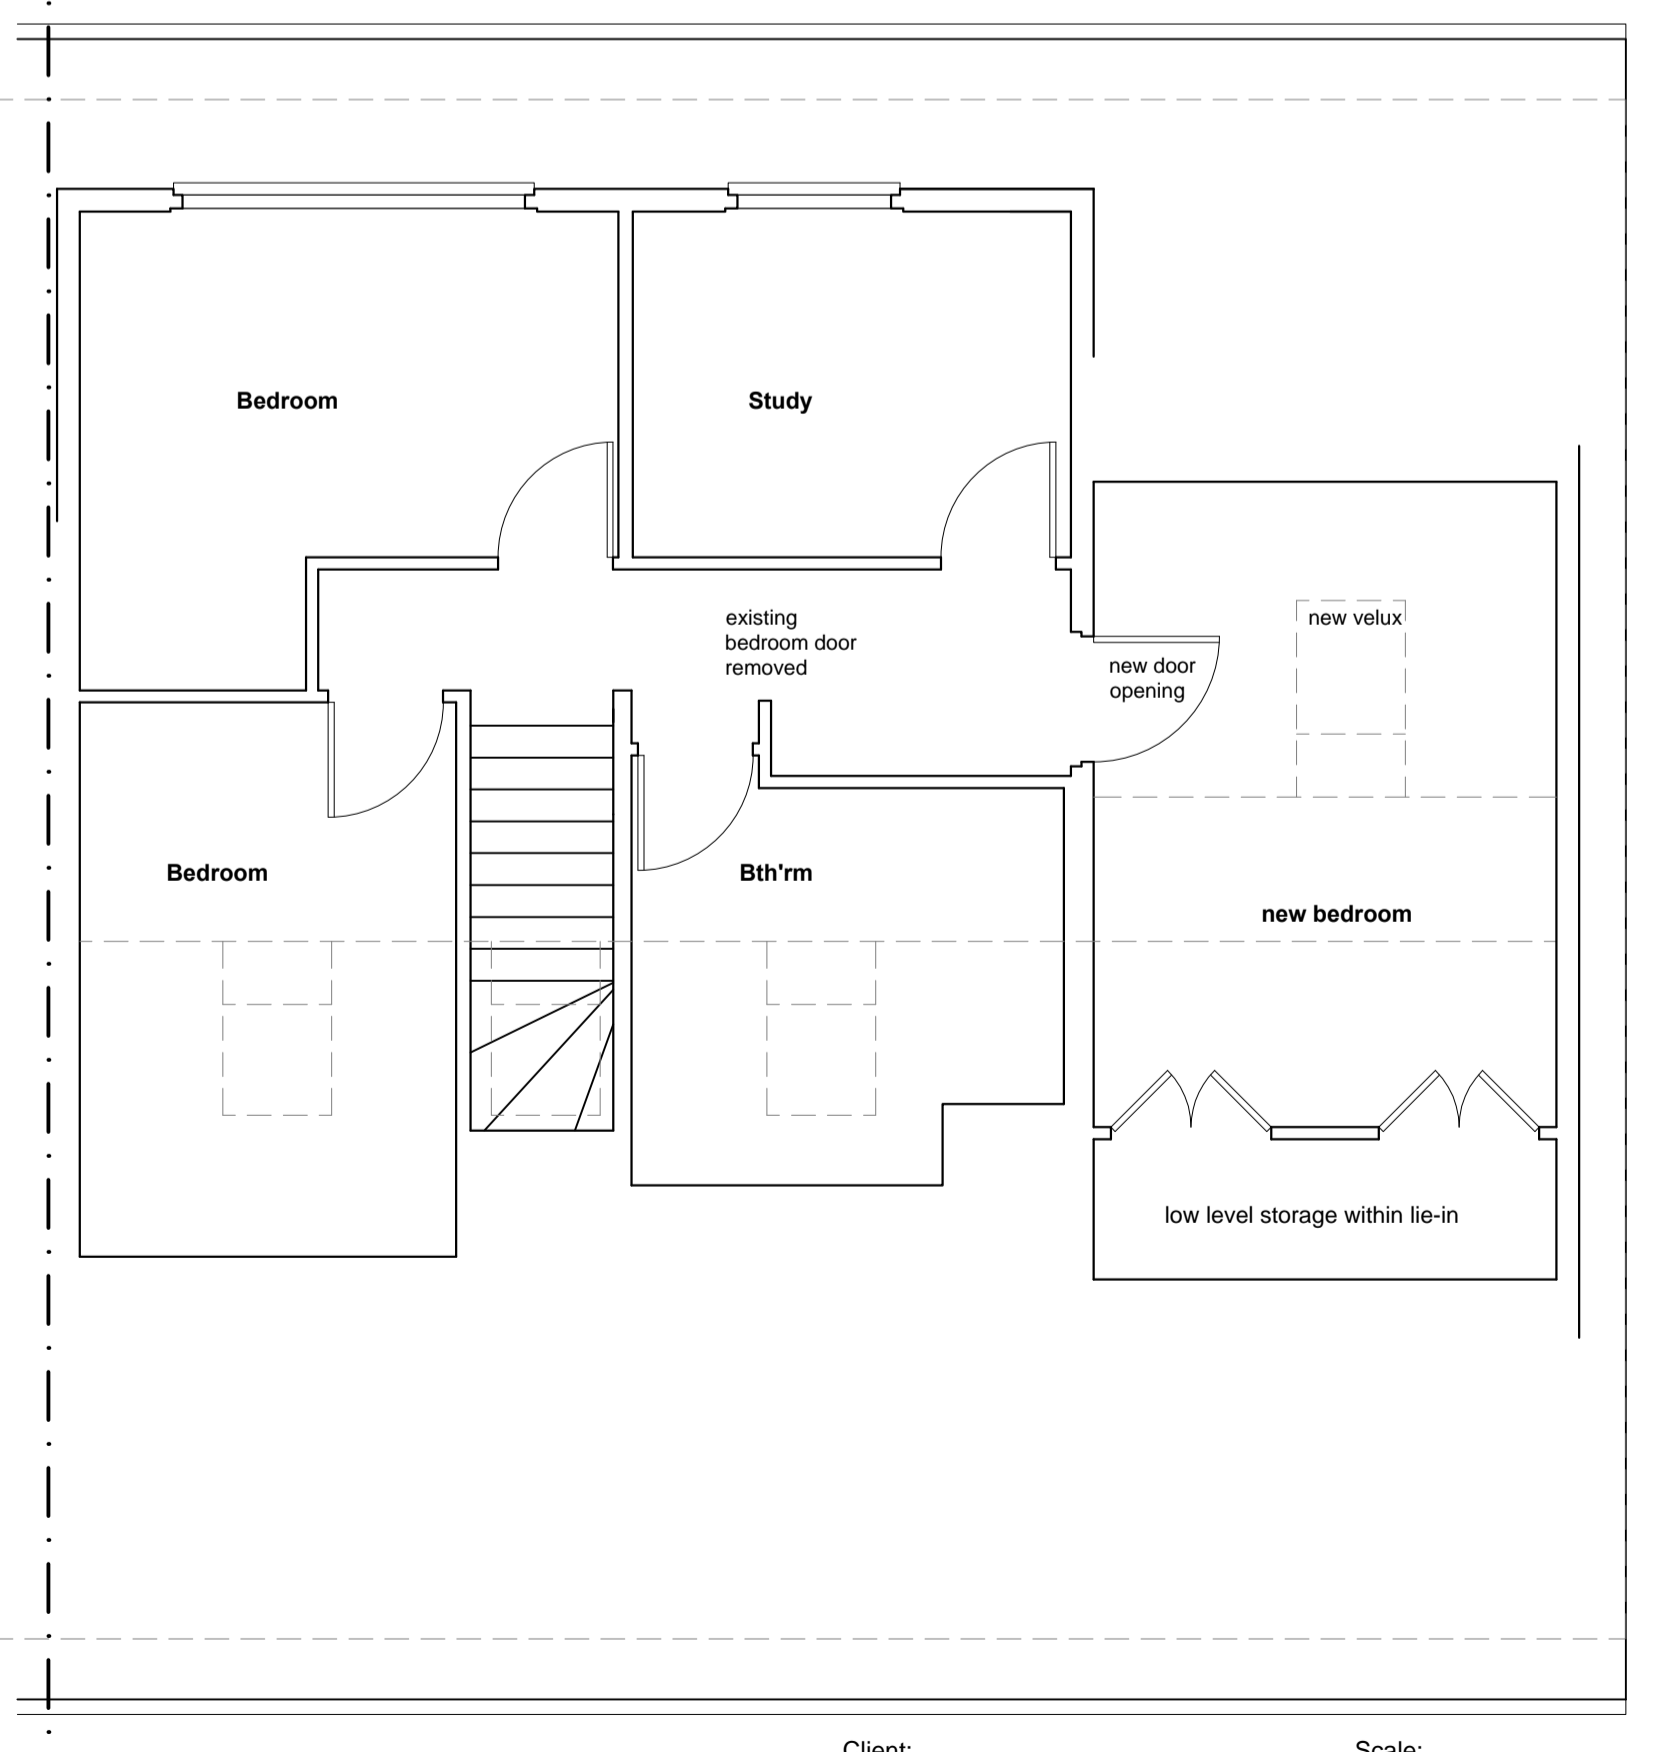 Bedroom
Study
existing
bedroom door
removed
new velux
new door
opening
Bedroom
Bth'rm
new bedroom
low level storage within lie-in
Client:
Scale: